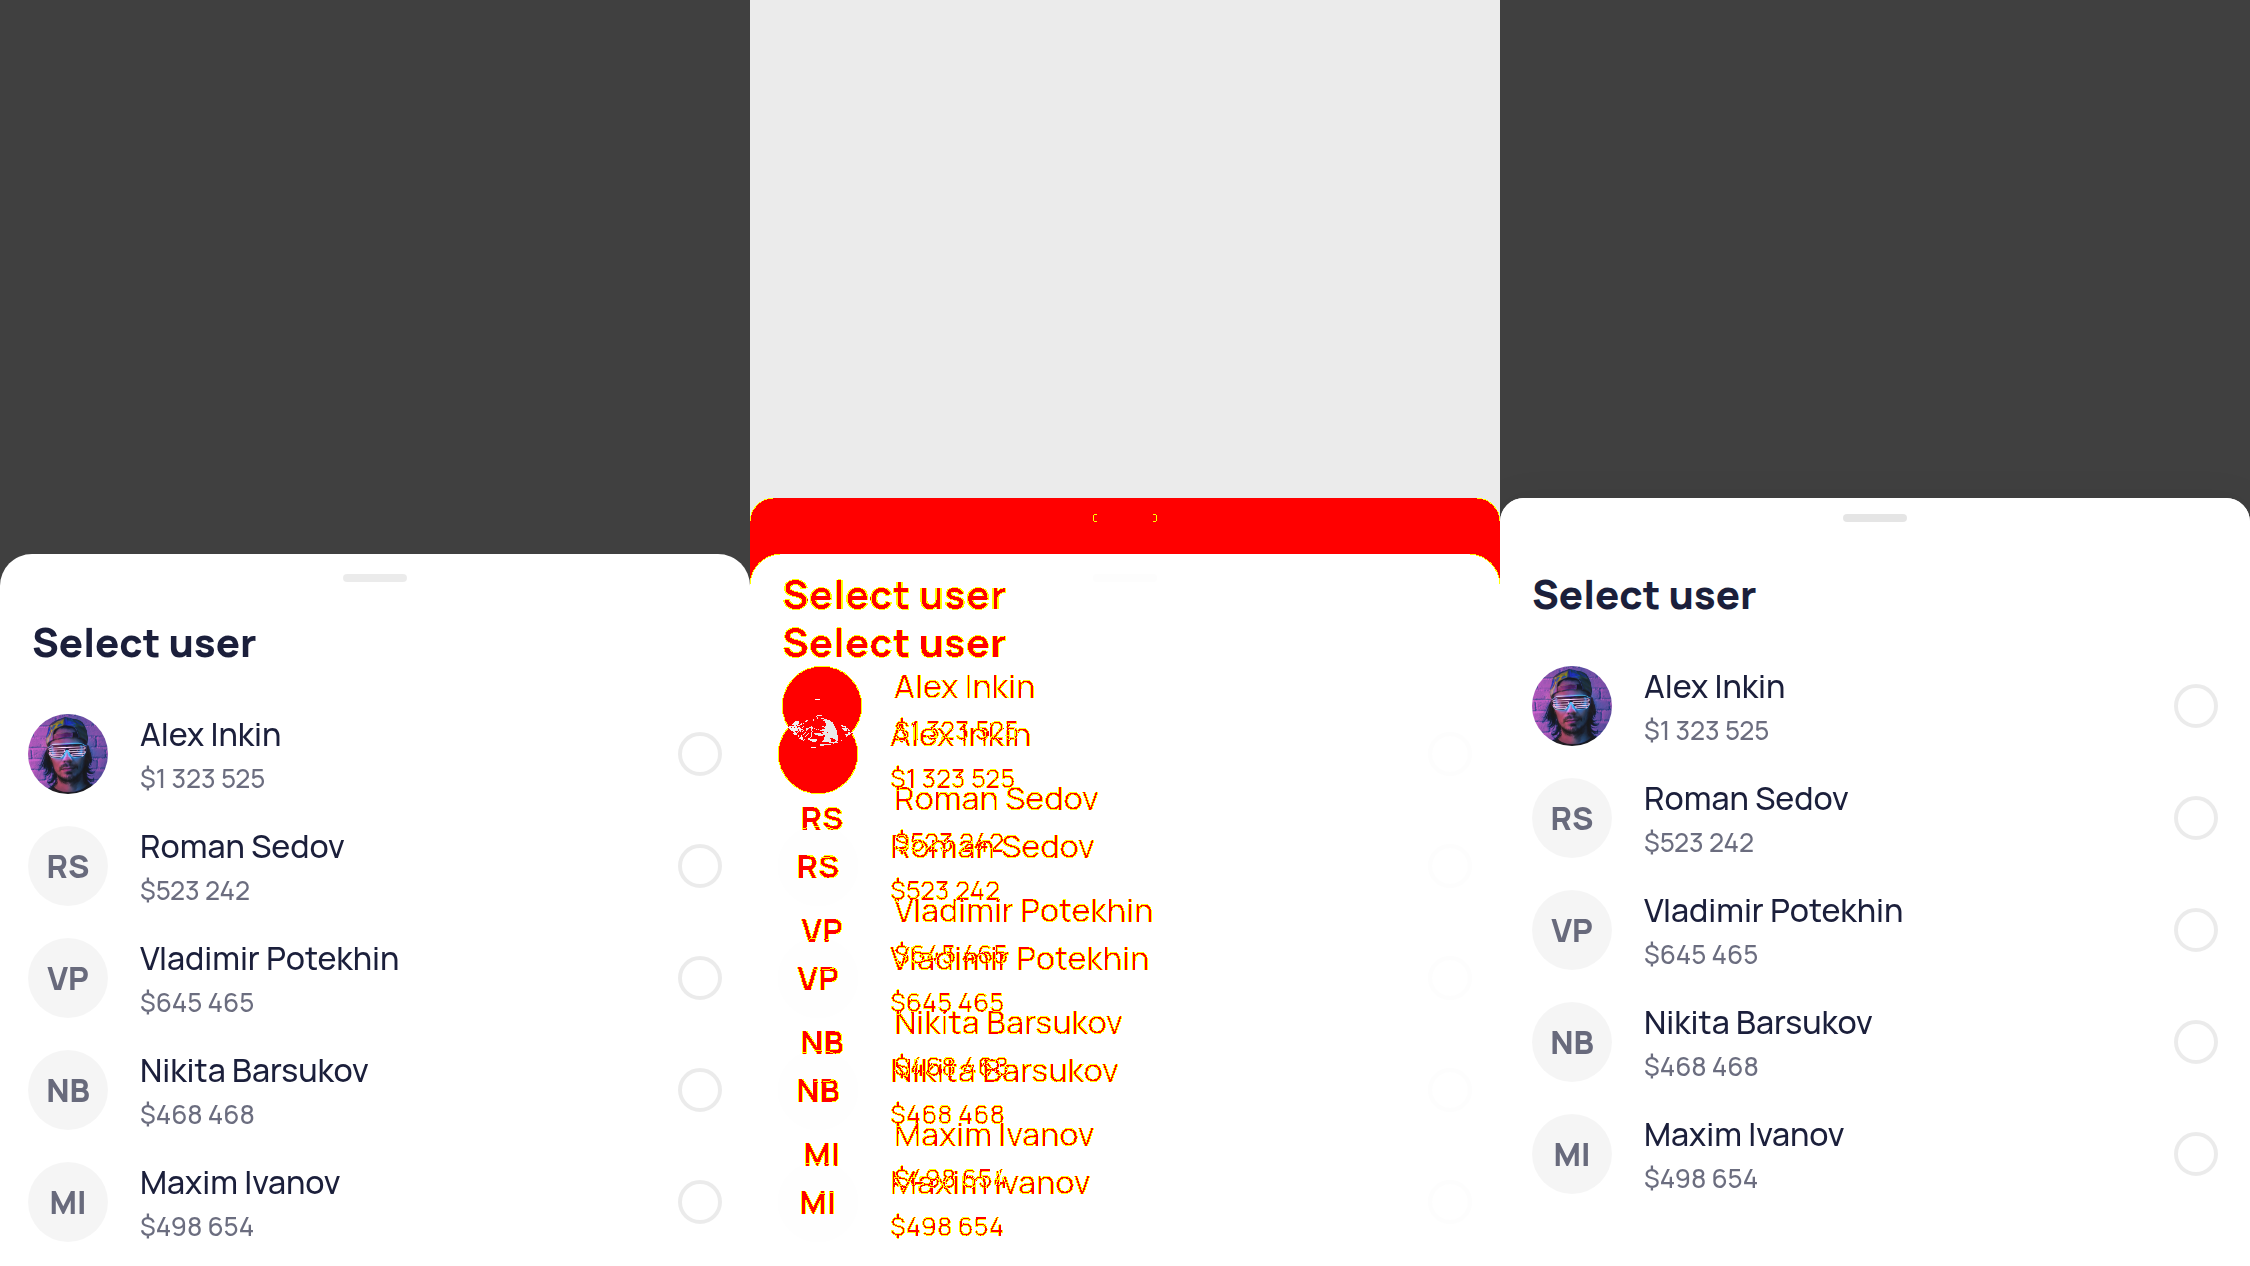 Select user
Alex Inkin
$1 323 525
RS
Roman Sedov
$523 242
VP
Vladimir Potekhin
$645 465
NB
Nikita Barsukov
$468 468
MI
Maxim Ivanov
$498 654
Select user
Select user
Alex Inkin
$1 323 525
Alex Inkin
$1 323 525
RS
Roman Sedov
$523 242
RS
Roman Sedov
$523 242
VP
Vladimir Potekhin
$645 465
VP
Vladimir Potekhin
$645 465
NB
Nikita Barsukov
$468 468
NB
Nikita Barsukov
$468 468
MI
Maxim Ivanov
$498 654
MI
Maxim Ivanov
$498 654
Select user
Alex Inkin
$1 323 525
RS
Roman Sedov
$523 242
VP
Vladimir Potekhin
$645 465
NB
Nikita Barsukov
$468 468
MI
Maxim Ivanov
$498 654